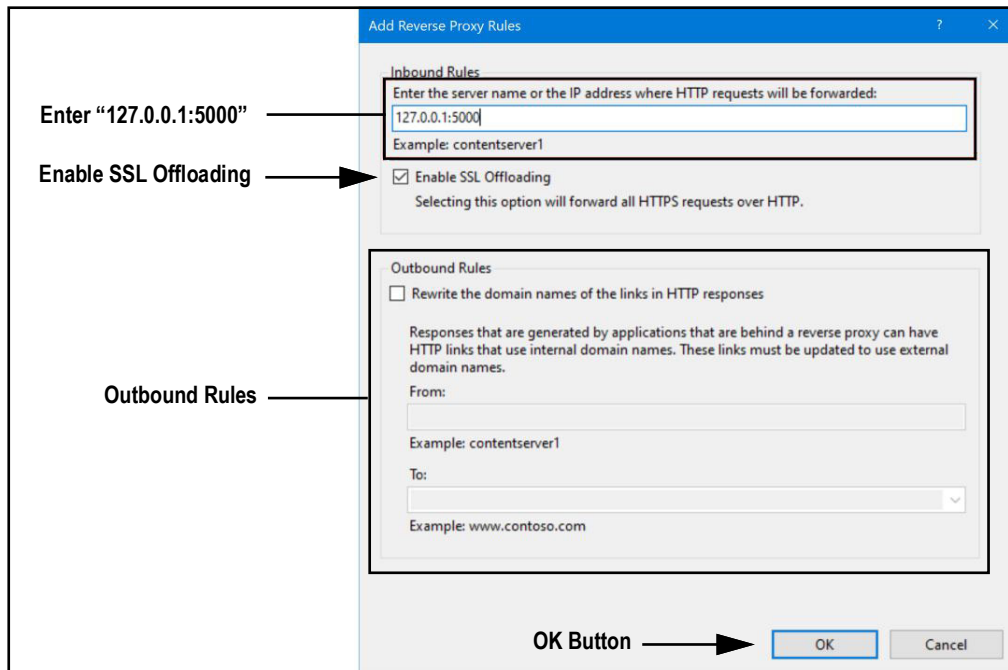 Add Reverse Proxy Rules
?
Inbound Rules
Enter the server name or the IP address where HTTP requests will be forwarded:
Enter “127.0.0.1:5000”
127.0.0.1:5000
Example: contentserver1
Enable SSL Offloading
Enable SSL Offloading
Selecting this option will forward all HTTPS requests over HTTP.
Outbound Rules
Rewrite the domain names of the links in HTTP responses
Responses that are generated by applications that are behind a reverse proxy can have
HTTP links that use internal domain names. These links must be updated to use external
domain names.
Outbound Rules
From:
Example: contentserver1
To:
Example: www.contoso.com
OK Button
OK
Cancel